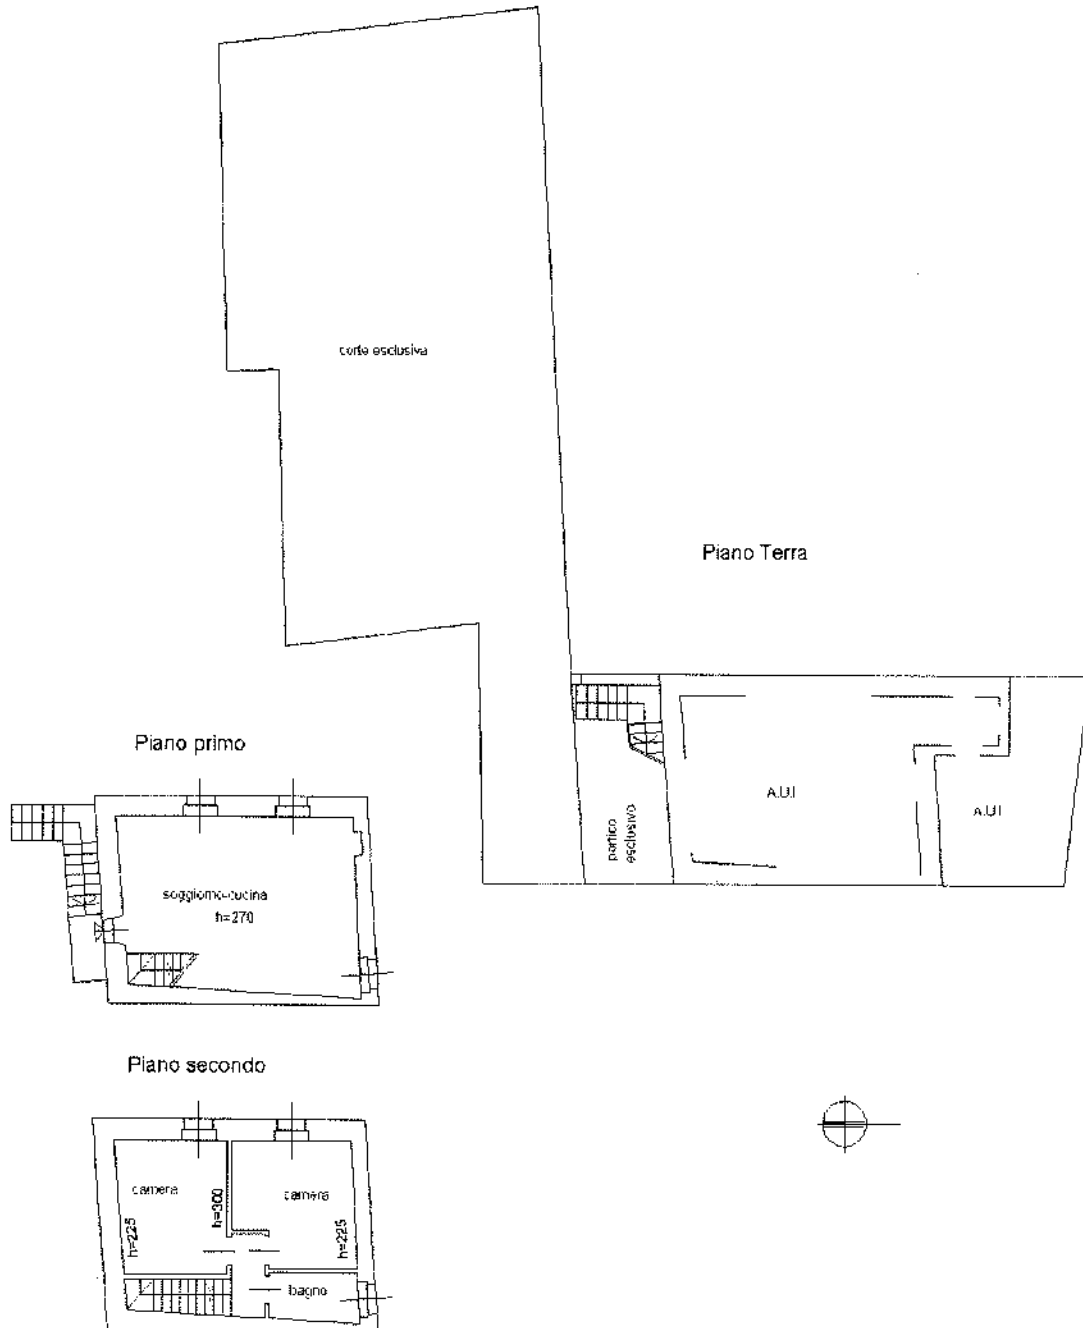 corte esclusiva
Piano Terra
portico
esclusivo
A.U.I
A.U.I
Piano primo
soggiorno-cucina
h=270
Piano secondo
camera
h=300
camera
h=225
h=225
bagno